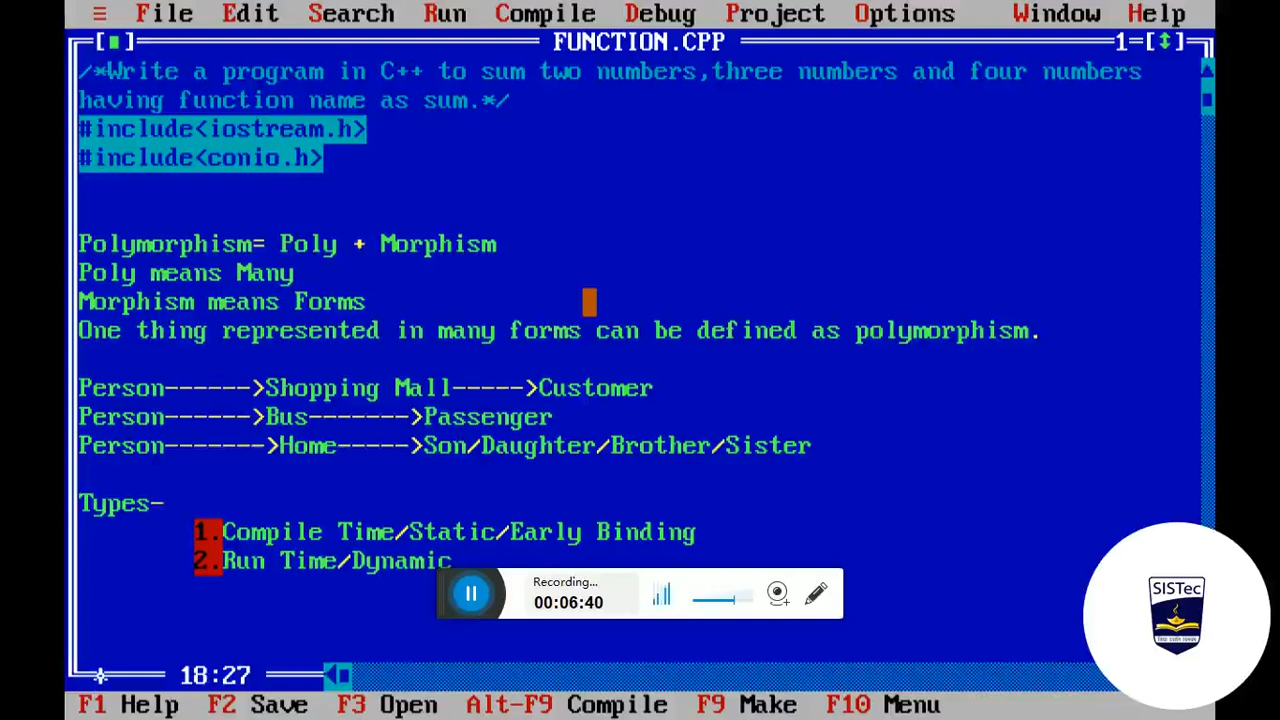 ≡ File Edit Search Run Compile Debug Project Options Window Help
[■] FUNCTION.CPP 1=[↕]
/*Write a program in C++ to sum two numbers,three numbers and four numbers
having function name as sum.*/
#include<iostream.h>
#include<conio.h>
Polymorphism= Poly + Morphism
Poly means Many
Morphism means Forms
One thing represented in many forms can be defined as polymorphism.
Person------>Shopping Mall----->Customer
Person------>Bus------->Passenger
Person------->Home----->Son/Daughter/Brother/Sister
Types-
1.Compile Time/Static/Early Binding
2.Run Time/Dynamic
Recording...
00:06:40
SISTec
18:27
F1 Help F2 Save F3 Open Alt-F9 Compile F9 Make F10 Menu